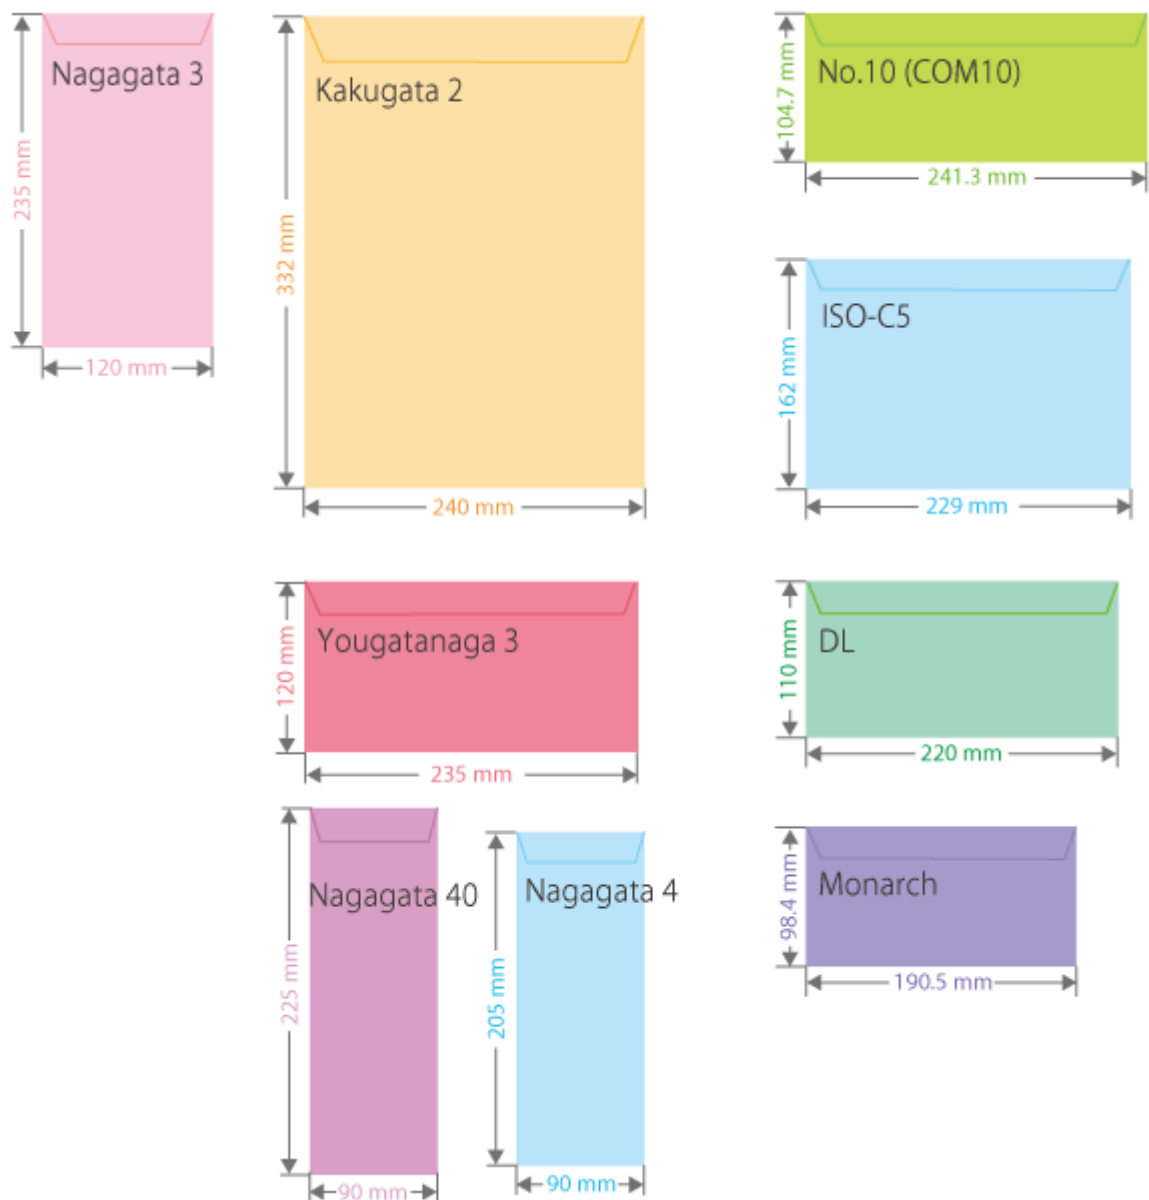 Nagagata 3
235 mm
120 mm
Kakugata 2
332 mm
240 mm
No.10 (COM10)
104.7 mm
241.3 mm
ISO-C5
162 mm
229 mm
Yougatanaga 3
120 mm
235 mm
DL
110 mm
220 mm
Nagagata 40
225 mm
90 mm
Nagagata 4
205 mm
90 mm
Monarch
98.4 mm
190.5 mm